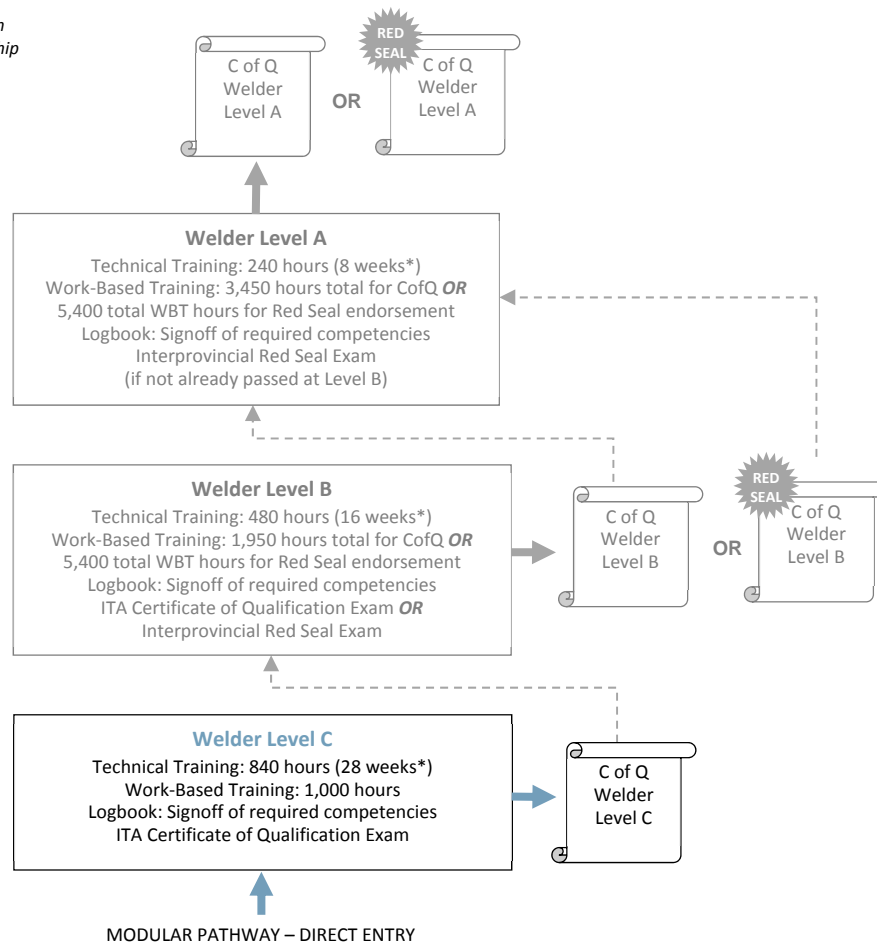 RED
SEAL
C of Q
Welder
Level A
OR
C of Q
Welder
Level A
Welder Level A
Technical Training: 240 hours (8 weeks*)
Work-Based Training: 3,450 hours total for CofQ OR
5,400 total WBT hours for Red Seal endorsement
Logbook: Signoff of required competencies
Interprovincial Red Seal Exam
(if not already passed at Level B)
Welder Level B
Technical Training: 480 hours (16 weeks*)
Work-Based Training: 1,950 hours total for CofQ OR
5,400 total WBT hours for Red Seal endorsement
Logbook: Signoff of required competencies
ITA Certificate of Qualification Exam OR
Interprovincial Red Seal Exam
C of Q
Welder
Level B
OR
RED
SEAL
C of Q
Welder
Level B
Welder Level C
Technical Training: 840 hours (28 weeks*)
Work-Based Training: 1,000 hours
Logbook: Signoff of required competencies
ITA Certificate of Qualification Exam
C of Q
Welder
Level C
MODULAR PATHWAY – DIRECT ENTRY